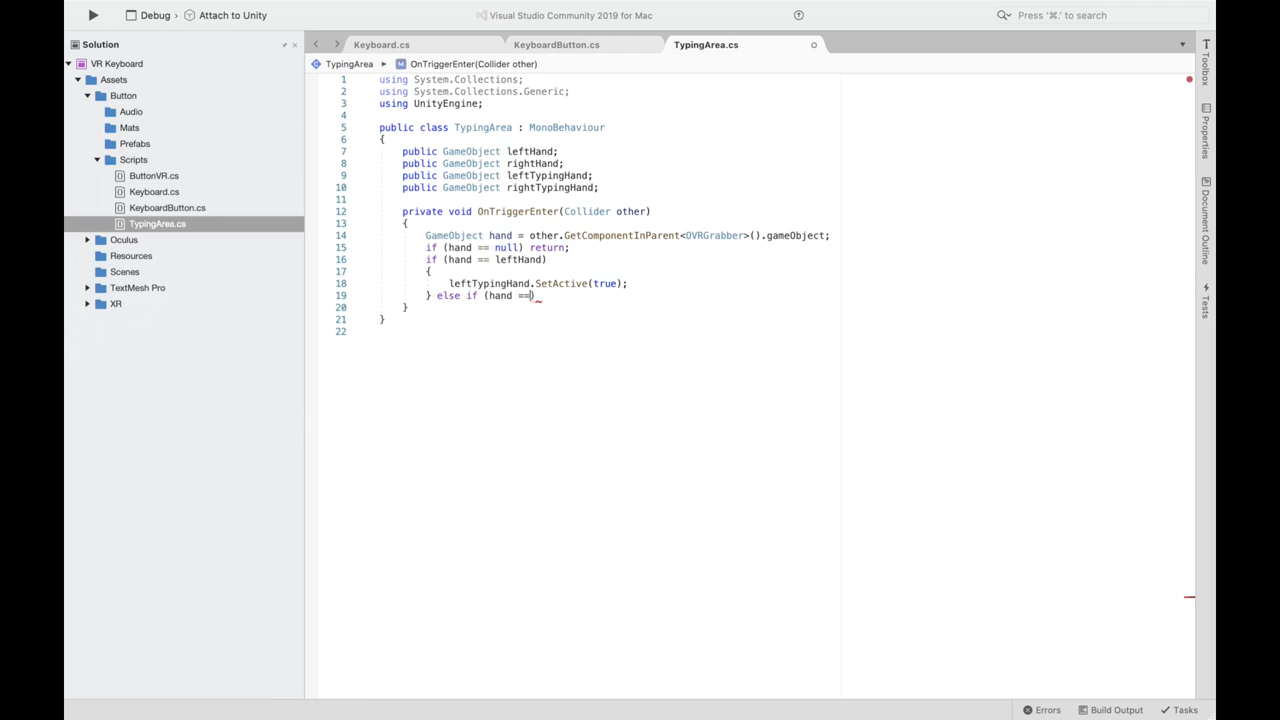 Debug › Attach to Unity
Visual Studio Community 2019 for Mac
Press '⌘.' to search
Solution
Keyboard.cs
KeyboardButton.cs
TypingArea.cs
VR Keyboard
Assets
Button
Audio
Mats
Prefabs
Scripts
ButtonVR.cs
Keyboard.cs
KeyboardButton.cs
TypingArea.cs
Oculus
Resources
Scenes
TextMesh Pro
XR
TypingArea ▸ M OnTriggerEnter(Collider other)
1 using System.Collections;
2 using System.Collections.Generic;
3 using UnityEngine;
4
5 public class TypingArea : MonoBehaviour
6 {
7 public GameObject leftHand;
8 public GameObject rightHand;
9 public GameObject leftTypingHand;
10 public GameObject rightTypingHand;
11
12 private void OnTriggerEnter(Collider other)
13 {
14 GameObject hand = other.GetComponentInParent<OVRGrabber>().gameObject;
15 if (hand == null) return;
16 if (hand == leftHand)
17 {
18 leftTypingHand.SetActive(true);
19 } else if (hand ==)
20 }
21 }
22
Toolbox
Properties
Document Outline
Tests
Errors
Build Output
Tasks